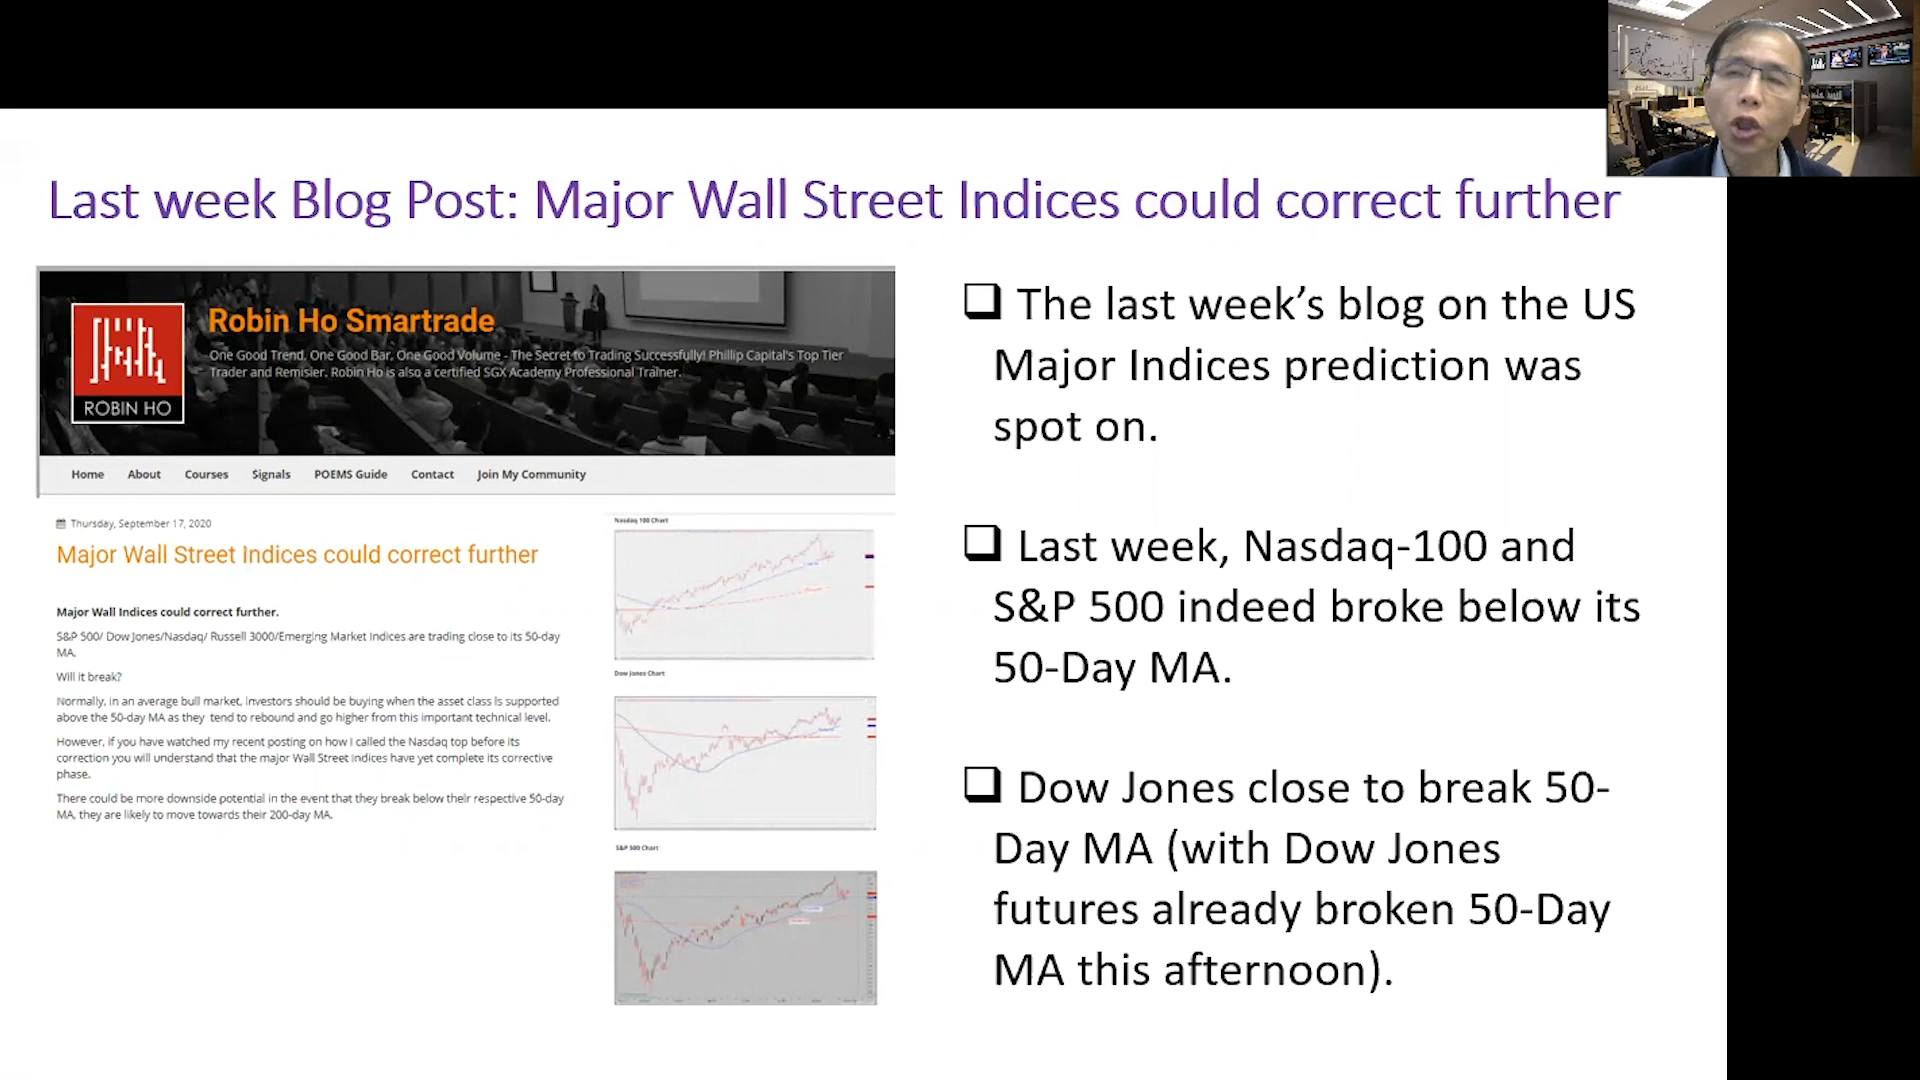 Last week Blog Post: Major Wall Street Indices could correct further
Robin Ho Smartrade
One Good Trend, One Good Bar, One Good Volume - The Secret to Trading Successfully! Phillip Capital's Top Tier
Trader and Remisier. Robin Ho is also a certified SGX Academy Professional Trainer.
ROBIN HO
Home About Courses Signals POEMS Guide Contact Join My Community
Thursday, September 17, 2020
Major Wall Street Indices could correct further
Major Wall Indices could correct further.
S&P 500/ Dow Jones/Nasdaq/ Russell 3000/Emerging Market Indices are trading close to its 50-day
MA.
Will it break?
Normally, in an average bull market, investors should be buying when the asset class is supported
above the 50-day MA as they tend to rebound and go higher from this important technical level.
However, if you have watched my recent posting on how I called the Nasdaq top before its
correction you will understand that the major Wall Street Indices have yet complete its corrective
phase.
There could be more downside potential in the event that they break below their respective 50-day
MA, they are likely to move towards their 200-day MA.
Nasdaq 100 Chart
Dow Jones Chart
S&P 500 Chart
❑ The last week's blog on the US
Major Indices prediction was
spot on.
❑ Last week, Nasdaq-100 and
S&P 500 indeed broke below its
50-Day MA.
❑ Dow Jones close to break 50-
Day MA (with Dow Jones
futures already broken 50-Day
MA this afternoon).